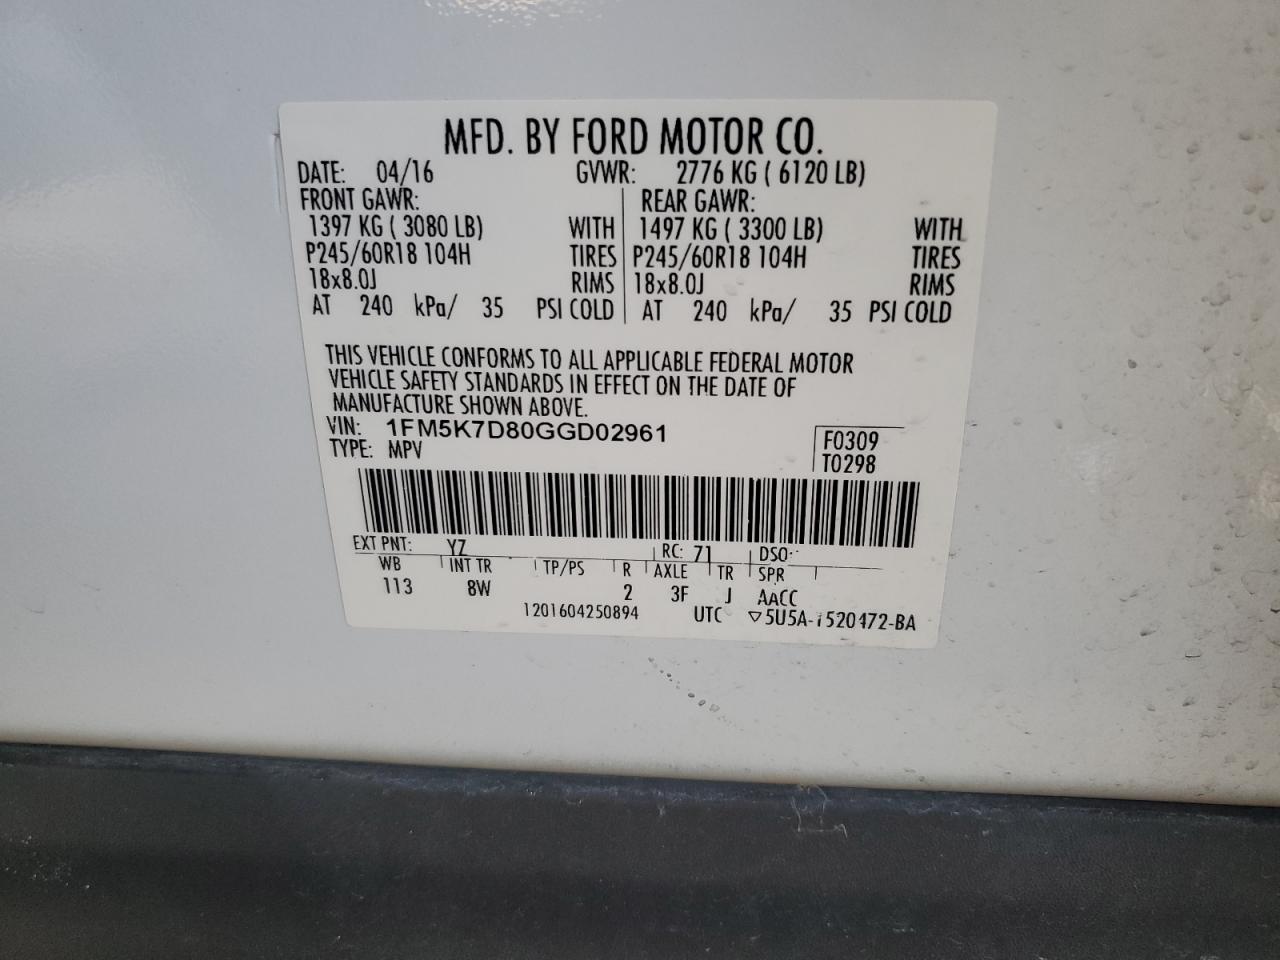 MFD. BY FORD MOTOR CO.
DATE: 04/16 GVWR: 2776 KG ( 6120 LB)
FRONT GAWR: REAR GAWR:
1397 KG ( 3080 LB) WITH 1497 KG ( 3300 LB) WITH
P245/60R18 104H TIRES P245/60R18 104H TIRES
18x8.0J RIMS 18x8.0J RIMS
AT 240 kPa/ 35 PSI COLD AT 240 kPa/ 35 PSI COLD
THIS VEHICLE CONFORMS TO ALL APPLICABLE FEDERAL MOTOR
VEHICLE SAFETY STANDARDS IN EFFECT ON THE DATE OF
MANUFACTURE SHOWN ABOVE.
VIN: 1FM5K7D80GGD02961
TYPE: MPV
F0309
T0298
EXT PNT: YZ RC: 71 DSO:
WB INT TR TP/PS R AXLE TR SPR
113 8W 2 3F J AACC
1201604250894 UTC ▽5U5A-1520472-BA